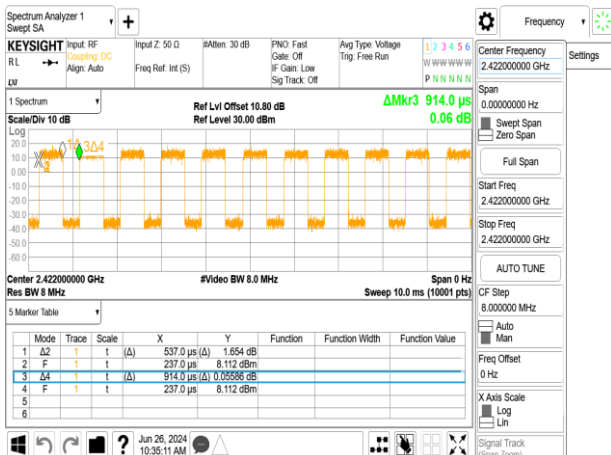 Spectrum Analyzer 1
Swept SA
+
Frequency
KEYSIGHT
RL
Input: RF
Coupling: DC
Align: Auto
Input Z: 50 Ω
Freq Ref: Int (S)
#Atten: 30 dB
PNO: Fast
Gate: Off
IF Gain: Low
Sig Track: Off
Avg Type: Voltage
Trig: Free Run
1 2 3 4 5 6
W W W W W W
P N N N N N
Center Frequency
2.422000000 GHz
Settings
Span
0.00000000 Hz
Swept Span
Zero Span
Full Span
Start Freq
2.422000000 GHz
Stop Freq
2.422000000 GHz
AUTO TUNE
CF Step
8.000000 MHz
Auto
Man
Freq Offset
0 Hz
X Axis Scale
Log
Lin
Signal Track
(Span Zoom)
1 Spectrum
Scale/Div 10 dB
Ref Lvl Offset 10.80 dB
Ref Level 30.00 dBm
ΔMkr3 914.0 µs
0.06 dB
Log
20.0
10.0
0.00
-10.0
-20.0
-30.0
-40.0
-50.0
-60.0
1Δ 3Δ4
Center 2.422000000 GHz
Res BW 8 MHz
#Video BW 8.0 MHz
Span 0 Hz
Sweep 10.0 ms (10001 pts)
5 Marker Table
Mode Trace Scale X Y Function Function Width Function Value
1 Δ2 1 t (Δ) 537.0 µs (Δ) 1.654 dB
2 F 1 t 237.0 µs 8.112 dBm
3 Δ4 1 t (Δ) 914.0 µs (Δ) 0.05586 dB
4 F 1 t 237.0 µs 8.112 dBm
5
6
?
Jun 26, 2024
10:35:11 AM